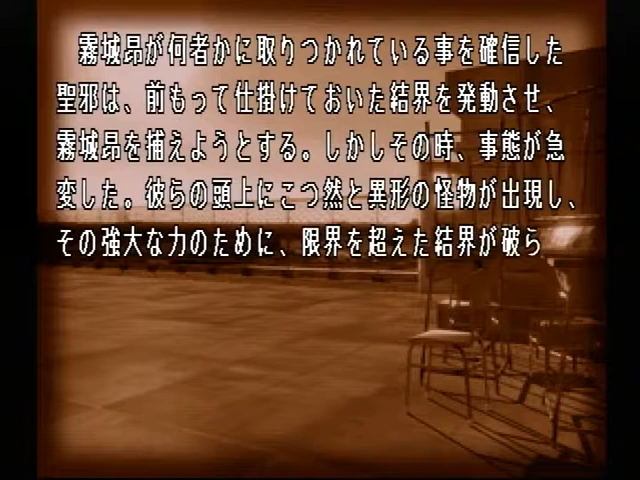 霧城昂が何者かに取りつかれている事を確信した
聖邪は、前もって仕掛けておいた結界を発動させ、
霧城昂を捕えようとする。しかしその時、事態が急
変した。彼らの頭上にこつ然と異形の怪物が出現し、
その強大な力のために、限界を超えた結界が破ら